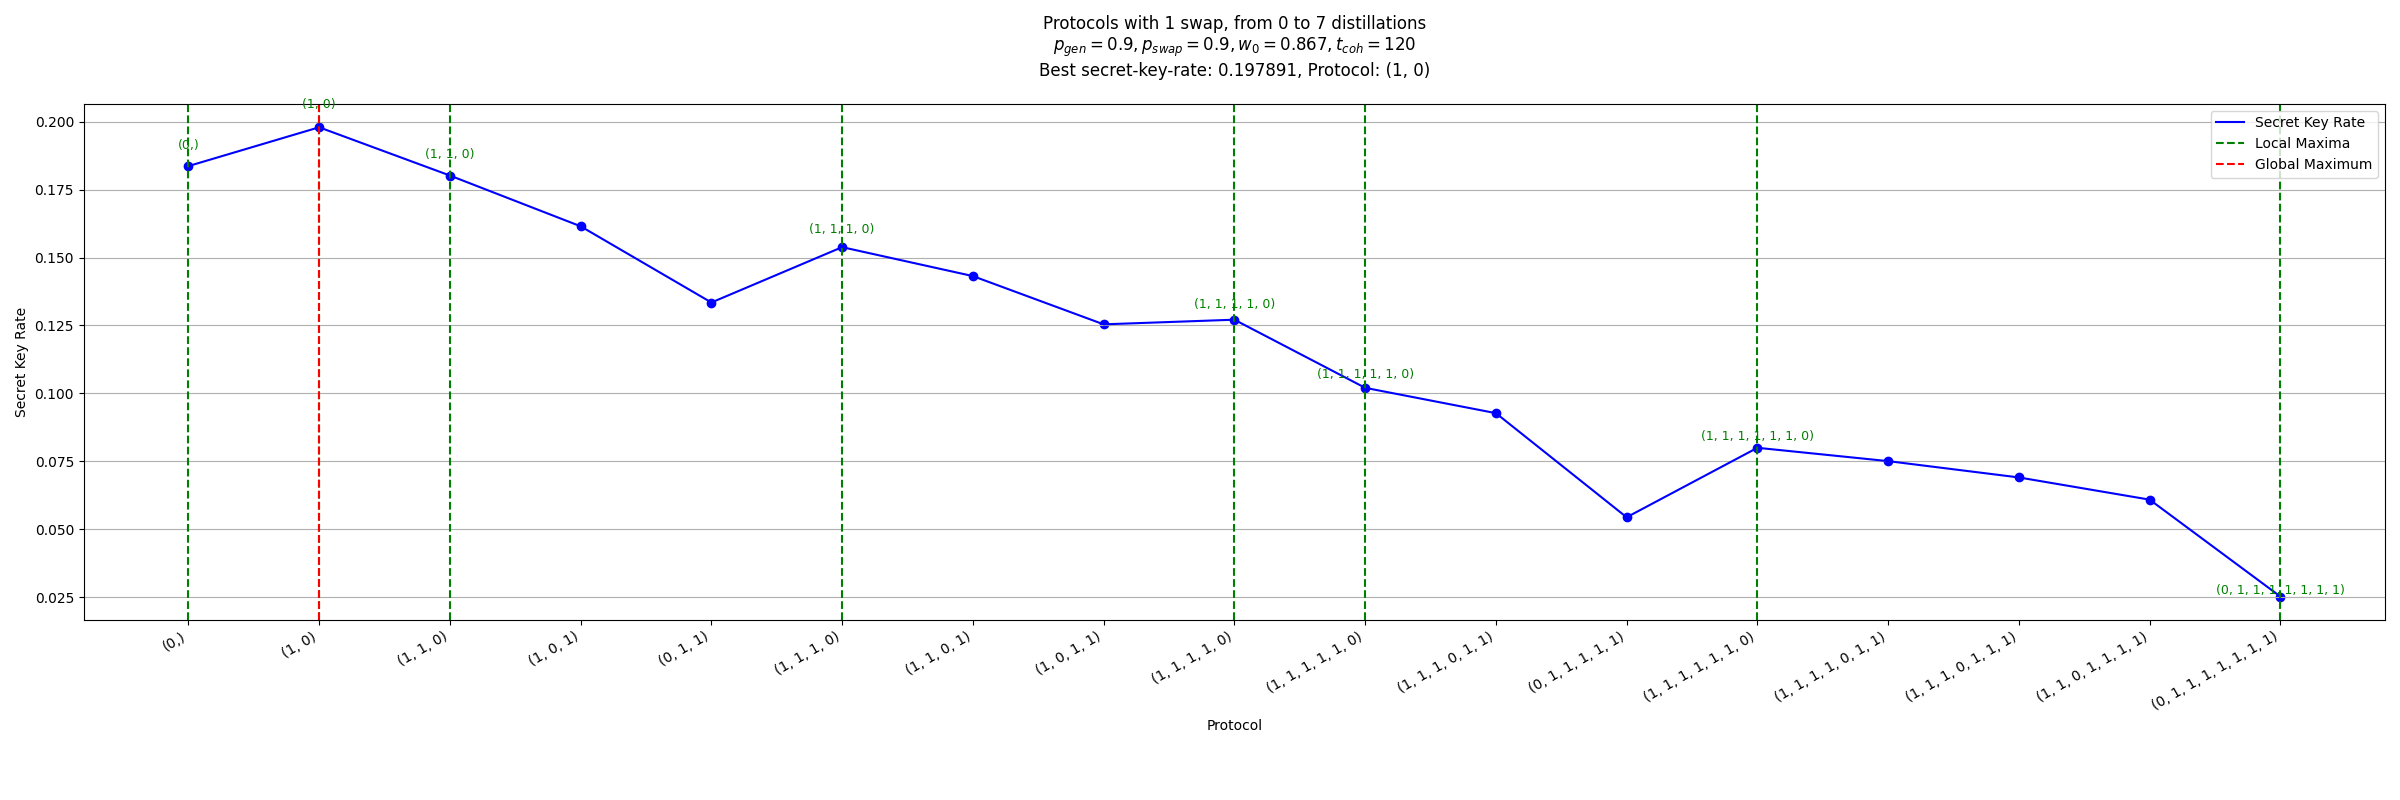 Protocols with 1 swap, from 0 to 7 distillations
p_gen = 0.9, p_swap = 0.9, w_0 = 0.867, t_coh = 120
Best secret-key-rate: 0.197891, Protocol: (1, 0)
Secret Key Rate
Local Maxima
Global Maximum
(0,)
(1, 0)
(1, 1, 0)
(1, 1, 1, 0)
(1, 1, 1, 1, 0)
(1, 1, 1, 1, 1, 0)
(1, 1, 1, 1, 1, 1, 0)
(0, 1, 1, 1, 1, 1, 1, 1)
Secret Key Rate
0.200
0.175
0.150
0.125
0.100
0.075
0.050
0.025
(0,)
(1, 0)
(1, 1, 0)
(1, 0, 1)
(0, 1, 1)
(1, 1, 1, 0)
(1, 1, 0, 1)
(1, 0, 1, 1)
(1, 1, 1, 1, 0)
(1, 1, 1, 1, 1, 0)
(1, 1, 1, 0, 1, 1)
(0, 1, 1, 1, 1, 1)
(1, 1, 1, 1, 1, 1, 0)
(1, 1, 1, 1, 0, 1, 1)
(1, 1, 1, 0, 1, 1, 1)
(1, 1, 0, 1, 1, 1, 1)
(0, 1, 1, 1, 1, 1, 1, 1)
Protocol